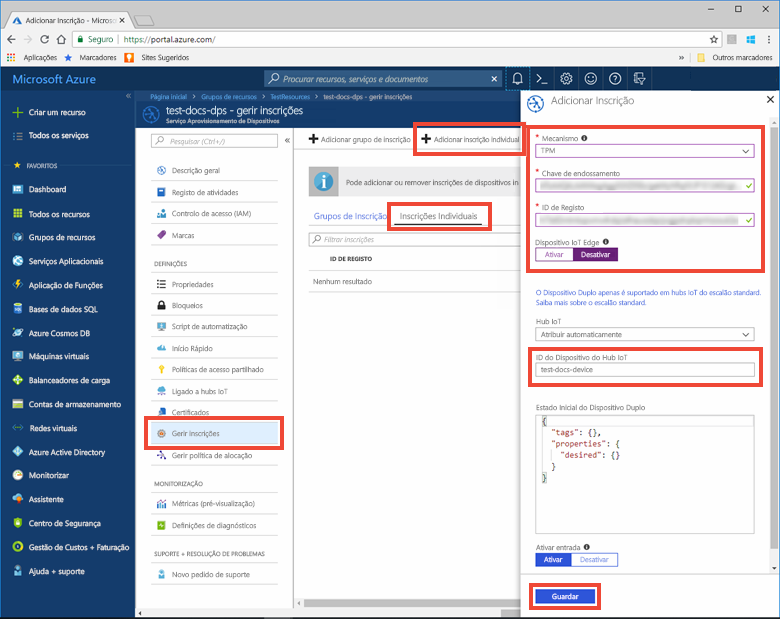 Adicionar Inscrição - Microso
Seguro
https://portal.azure.com/
Aplicações
Marcadores
Sites Sugeridos
»
Outros marcadores
Microsoft Azure
Procurar recursos, serviços e documentos
«
Criar um recurso
Todos os serviços
FAVORITOS
Dashboard
Todos os recursos
Grupos de recursos
Serviços Aplicacionais
Aplicação de Funções
Bases de dados SQL
Azure Cosmos DB
Máquinas virtuais
Balanceadores de carga
Contas de armazenamento
Redes virtuais
Azure Active Directory
Monitorizar
Assistente
Centro de Segurança
Gestão de Custos + Faturação
Ajuda + suporte
Página inicial > Grupos de recursos > TestResources > test-docs-dps - gerir inscrições
test-docs-dps - gerir inscrições
Serviço Aprovisionamento de Dispositivos
Pesquisar (Ctrl+/)
«
Descrição geral
Registo de atividades
Controlo de acesso (IAM)
Marcas
DEFINIÇÕES
Propriedades
Bloqueios
Script de automatização
Início Rápido
Políticas de acesso partilhado
Ligado a hubs IoT
Certificados
Gerir inscrições
Gerir política de alocação
MONITORIZAÇÃO
Métricas (pré-visualização)
Definições de diagnósticos
SUPORTE + RESOLUÇÃO DE PROBLEMAS
Novo pedido de suporte
Adicionar grupo de inscrição
Adicionar inscrição individual
Pode adicionar ou remover inscrições de dispositivos in
Grupos de Inscrição
Inscrições Individuais
Filtrar inscrições
ID DE REGISTO
Nenhum resultado
Adicionar Inscrição
* Mecanismo
TPM
* Chave de endossamento
* ID de Registo
Dispositivo IoT Edge
Ativar
Desativar
O Dispositivo Duplo apenas é suportado em hubs IoT do escalão standard.
Saiba mais sobre o escalão standard.
Hub IoT
Atribuir automaticamente
ID do Dispositivo do Hub IoT
test-docs-device
Estado Inicial do Dispositivo Duplo
{
"tags": {},
"properties": {
"desired": {}
}
}
Ativar entrada
Ativar
Desativar
Guardar